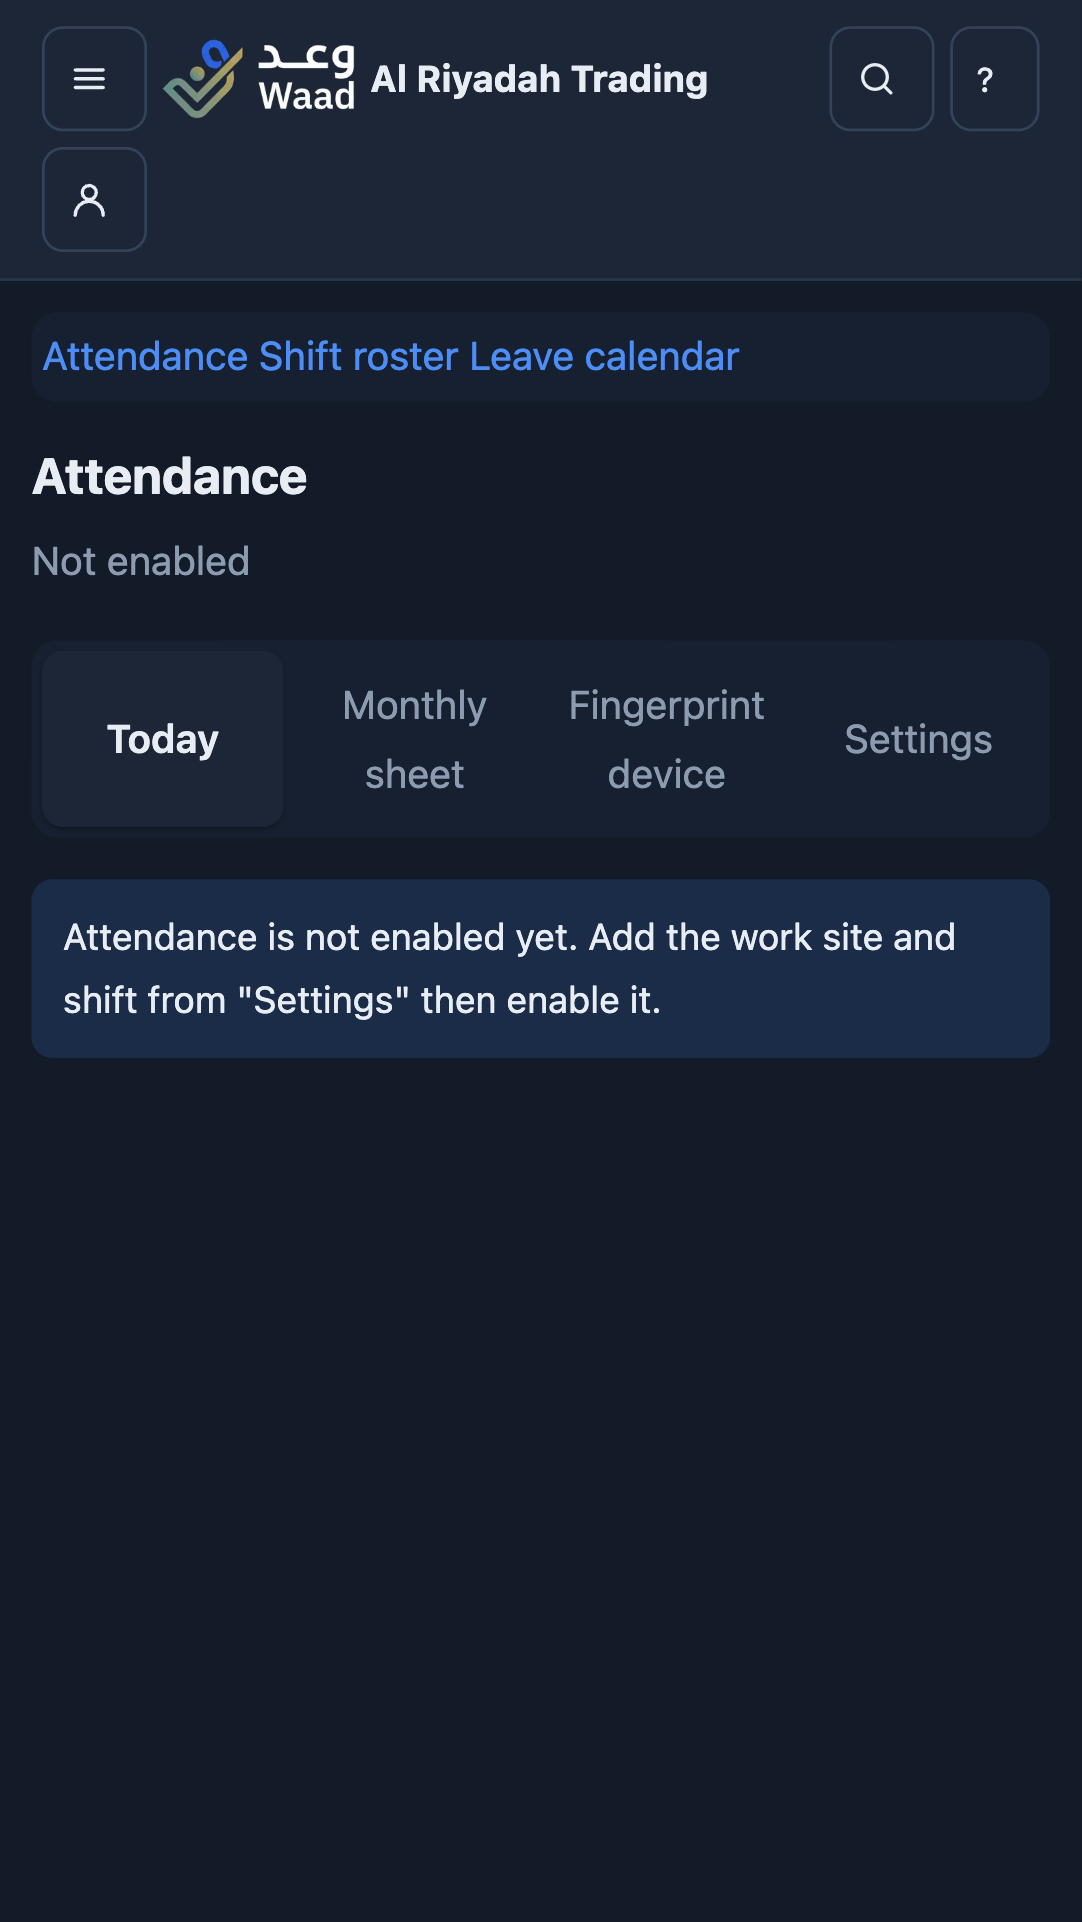 وعد
Waad
Al Riyadah Trading
?
Attendance Shift roster Leave calendar
Attendance
Not enabled
Today
Monthly
sheet
Fingerprint
device
Settings
Attendance is not enabled yet. Add the work site and
shift from "Settings" then enable it.